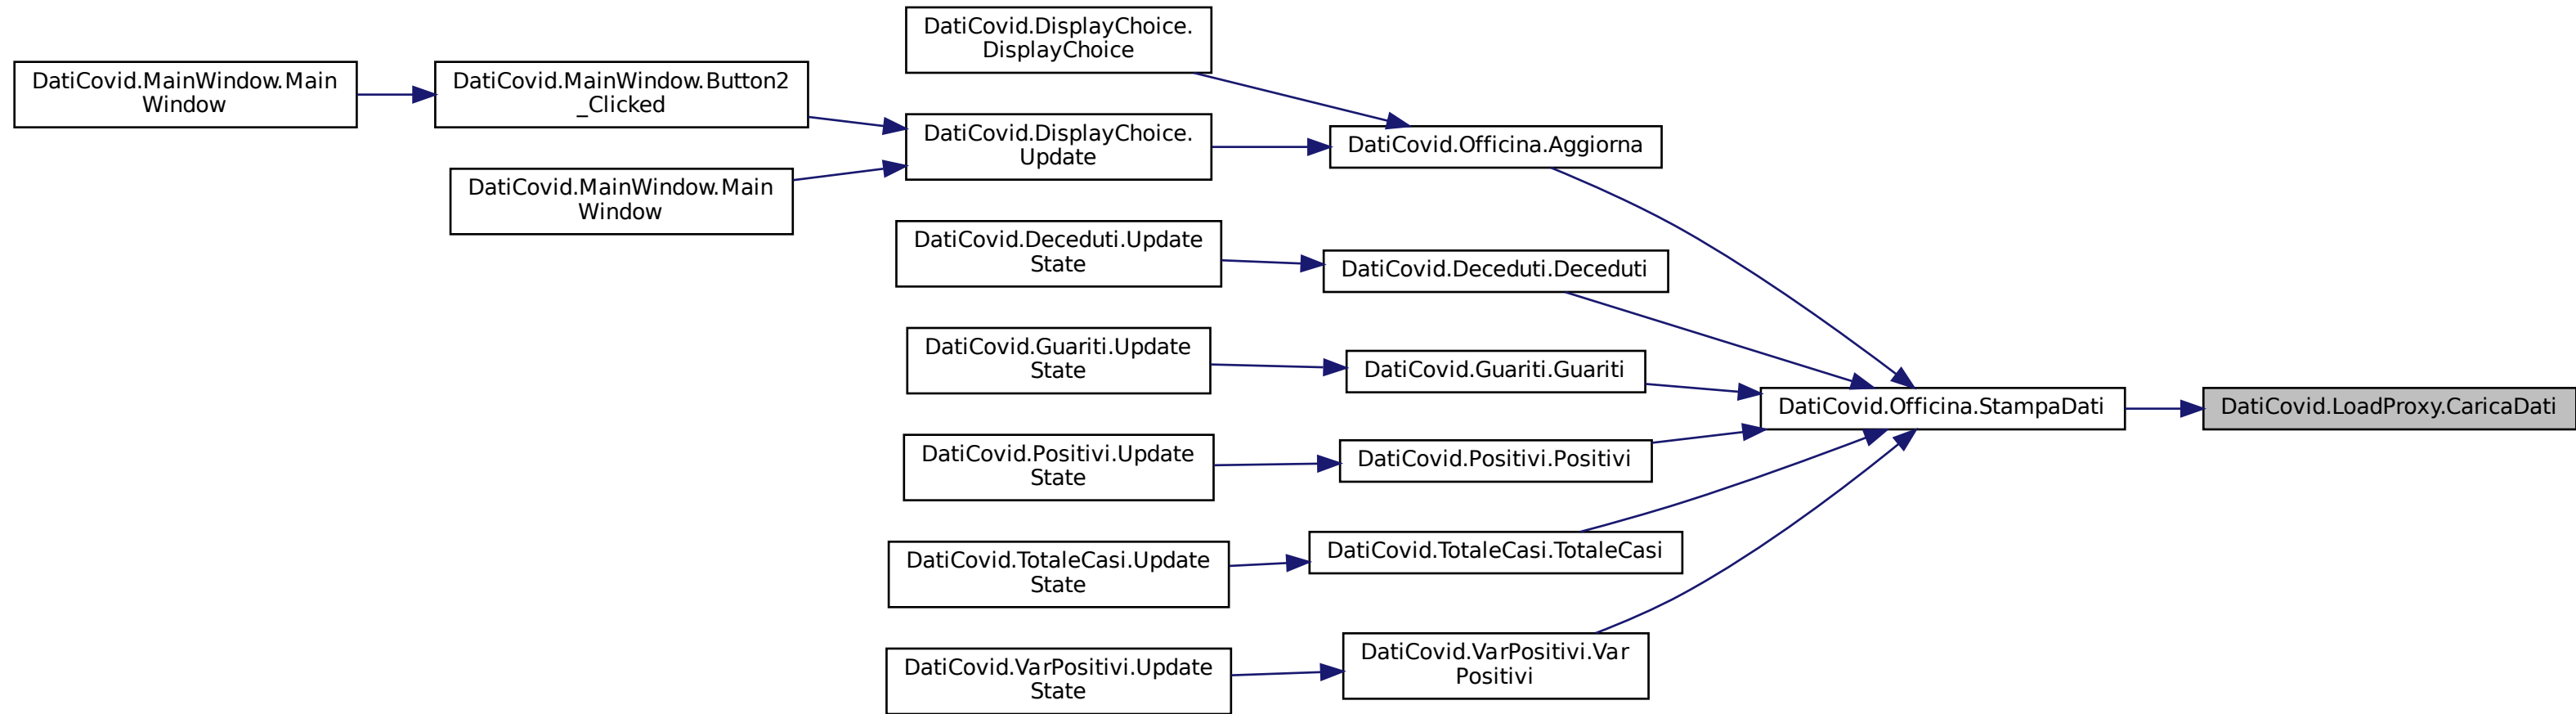 DatiCovid.MainWindow.Main
Window
DatiCovid.MainWindow.Button2
_Clicked
DatiCovid.MainWindow.Main
Window
DatiCovid.DisplayChoice.
DisplayChoice
DatiCovid.DisplayChoice.
Update
DatiCovid.Deceduti.Update
State
DatiCovid.Guariti.Update
State
DatiCovid.Positivi.Update
State
DatiCovid.TotaleCasi.Update
State
DatiCovid.VarPositivi.Update
State
DatiCovid.Officina.Aggiorna
DatiCovid.Deceduti.Deceduti
DatiCovid.Guariti.Guariti
DatiCovid.Positivi.Positivi
DatiCovid.TotaleCasi.TotaleCasi
DatiCovid.VarPositivi.Var
Positivi
DatiCovid.Officina.StampaDati
DatiCovid.LoadProxy.CaricaDati